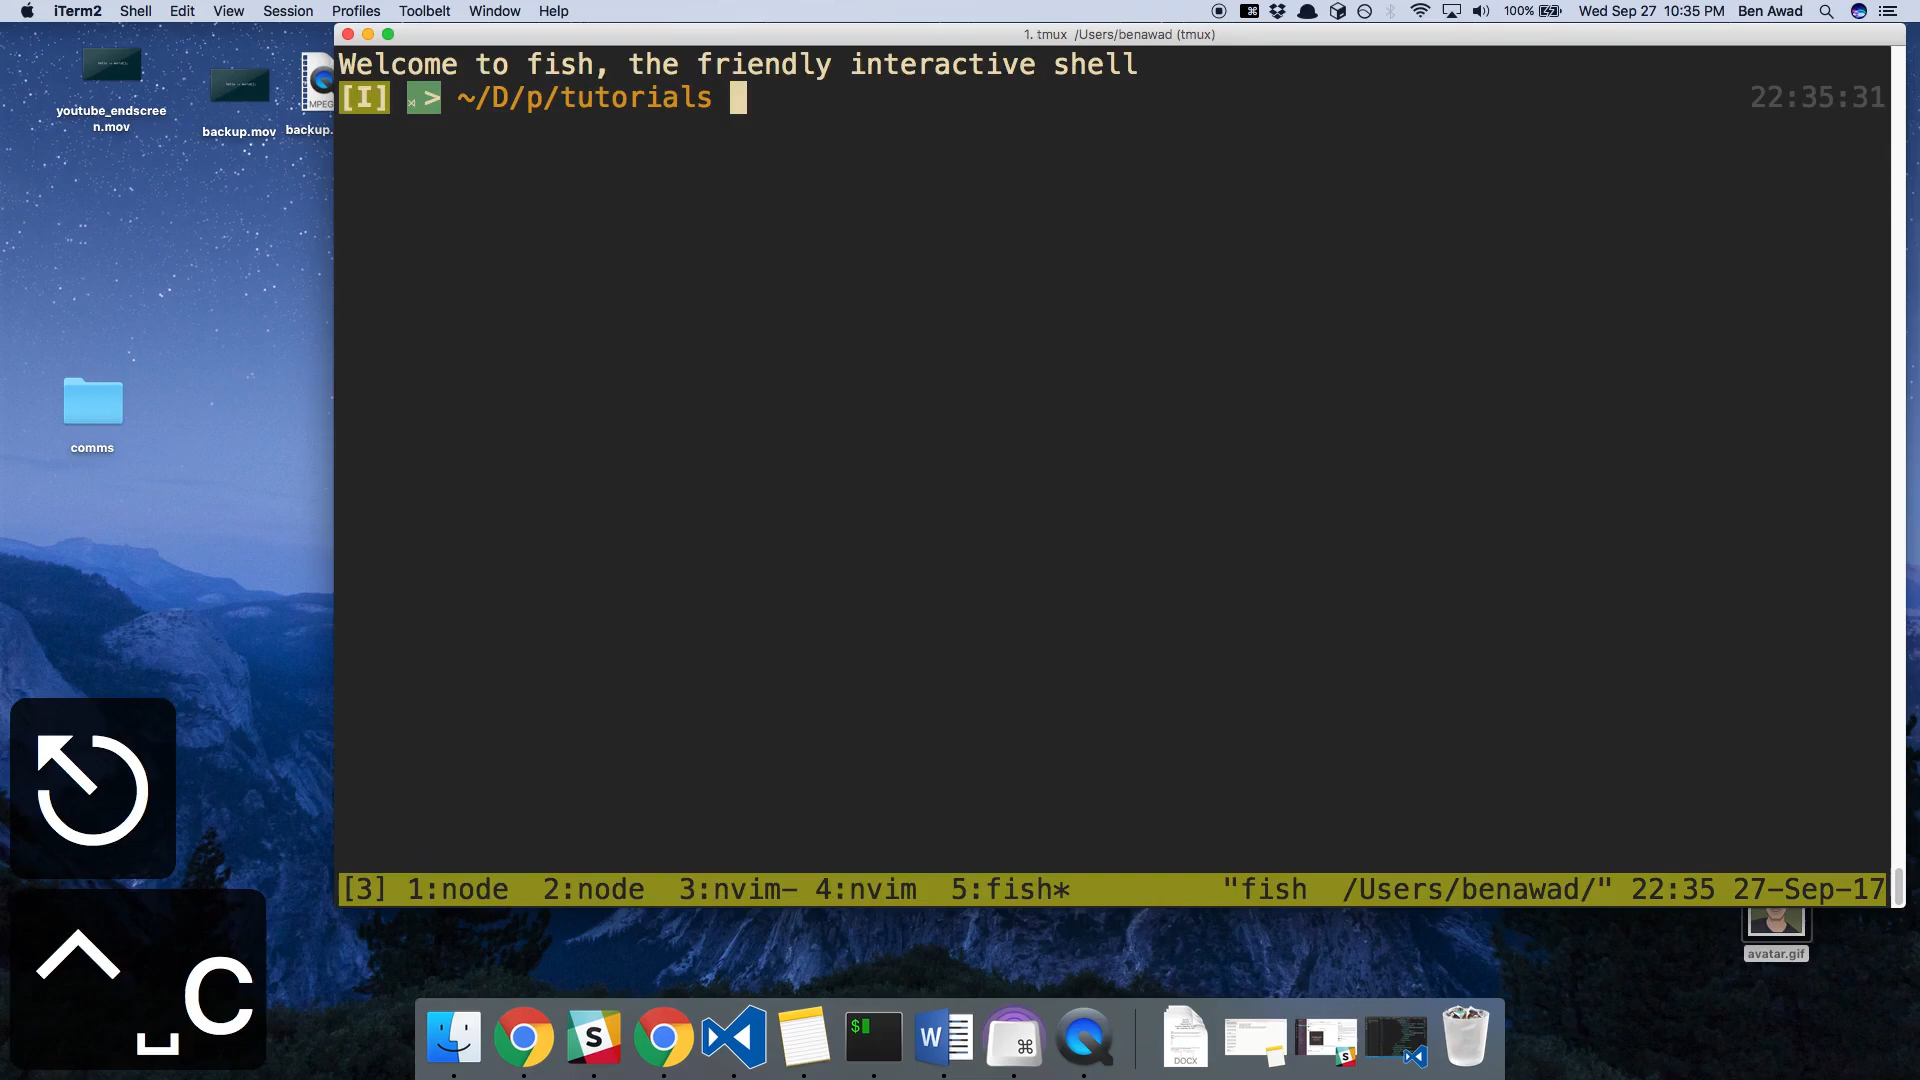 iTerm2 Shell Edit View Session Profiles Toolbelt Window Help 100% Wed Sep 27 10:35 PM Ben Awad
1. tmux /Users/benawad (tmux)
Welcome to fish, the friendly interactive shell
[I] > ~/D/p/tutorials 22:35:31
youtube_endscree
n.mov
backup.mov
backup.
MPEG
comms
C
[3] 1:node 2:node 3:nvim- 4:nvim 5:fish* "fish /Users/benawad/" 22:35 27-Sep-17
avatar.gif
$
W
S
DOCX